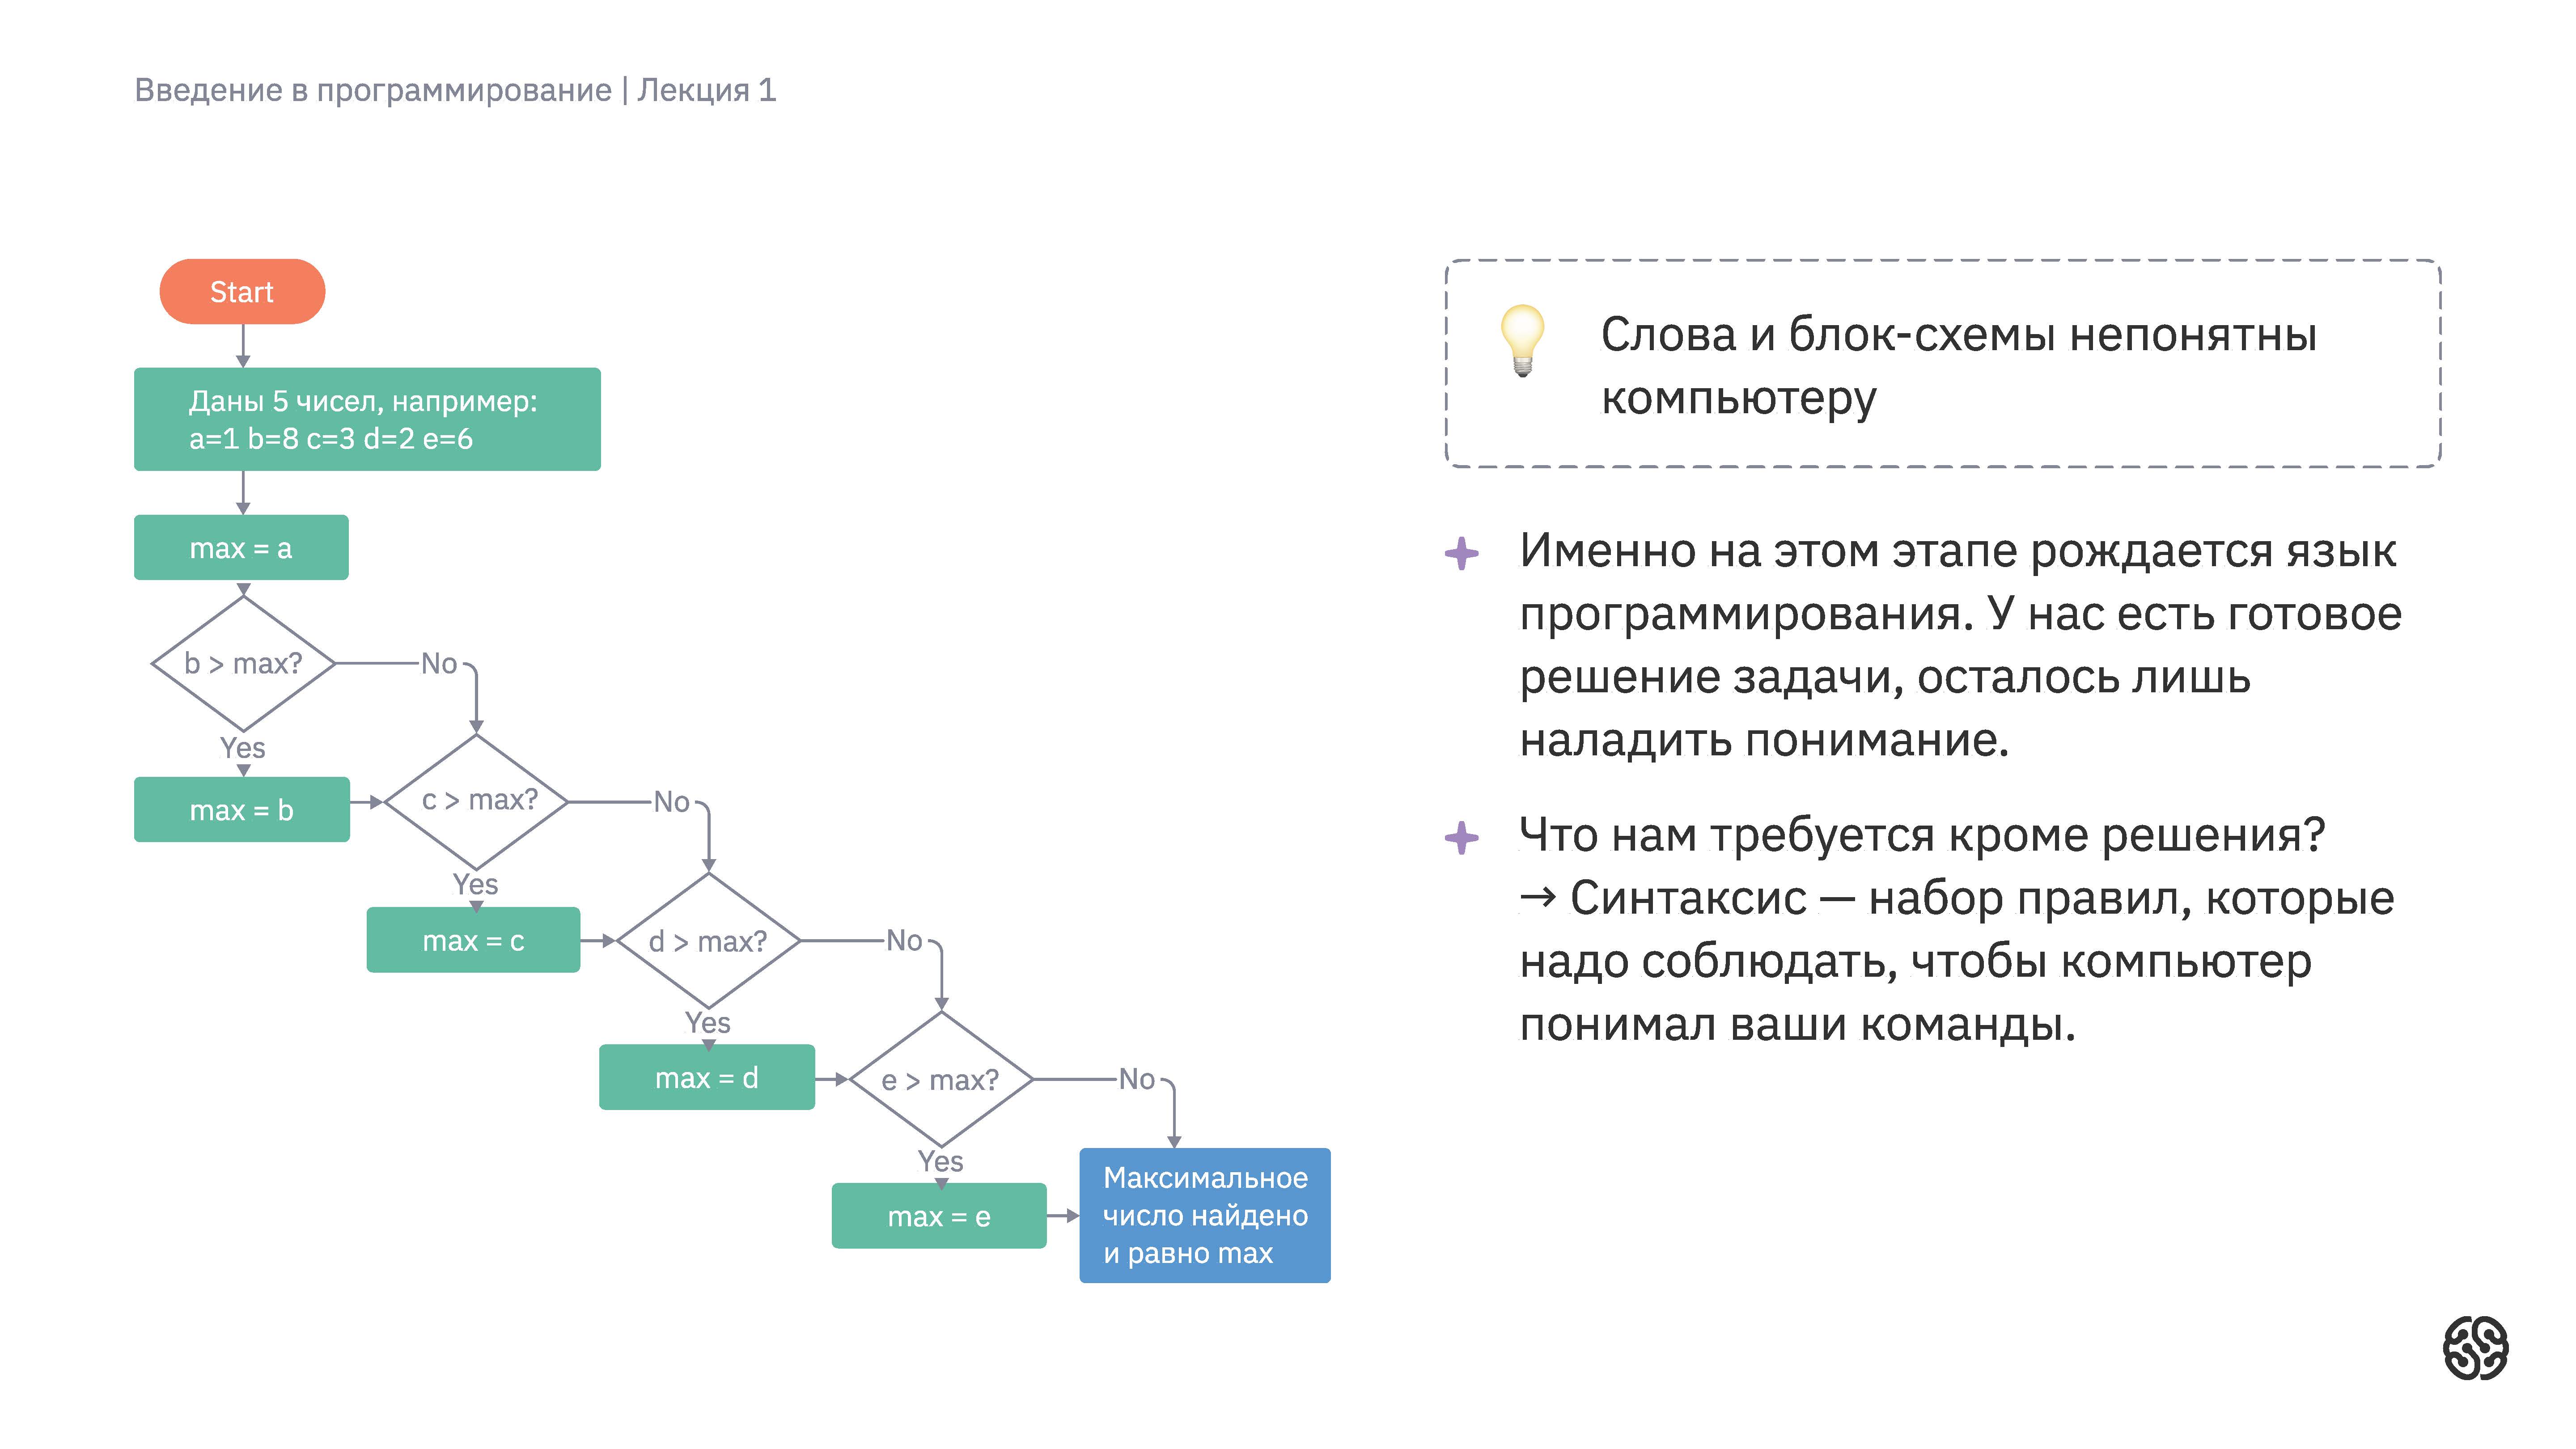 Введение в программирование | Лекция 1
Start
Даны 5 чисел, например:
a=1 b=8 c=3 d=2 e=6
max = a
b > max?
No
Yes
max = b
c > max?
No
Yes
max = c
d > max?
No
Yes
max = d
e > max?
No
Yes
max = e
Максимальное
число найдено
и равно max
Слова и блок-схемы непонятны
компьютеру
Именно на этом этапе рождается язык
программирования. У нас есть готовое
решение задачи, осталось лишь
наладить понимание.
Что нам требуется кроме решения?
→ Синтаксис — набор правил, которые
надо соблюдать, чтобы компьютер
понимал ваши команды.